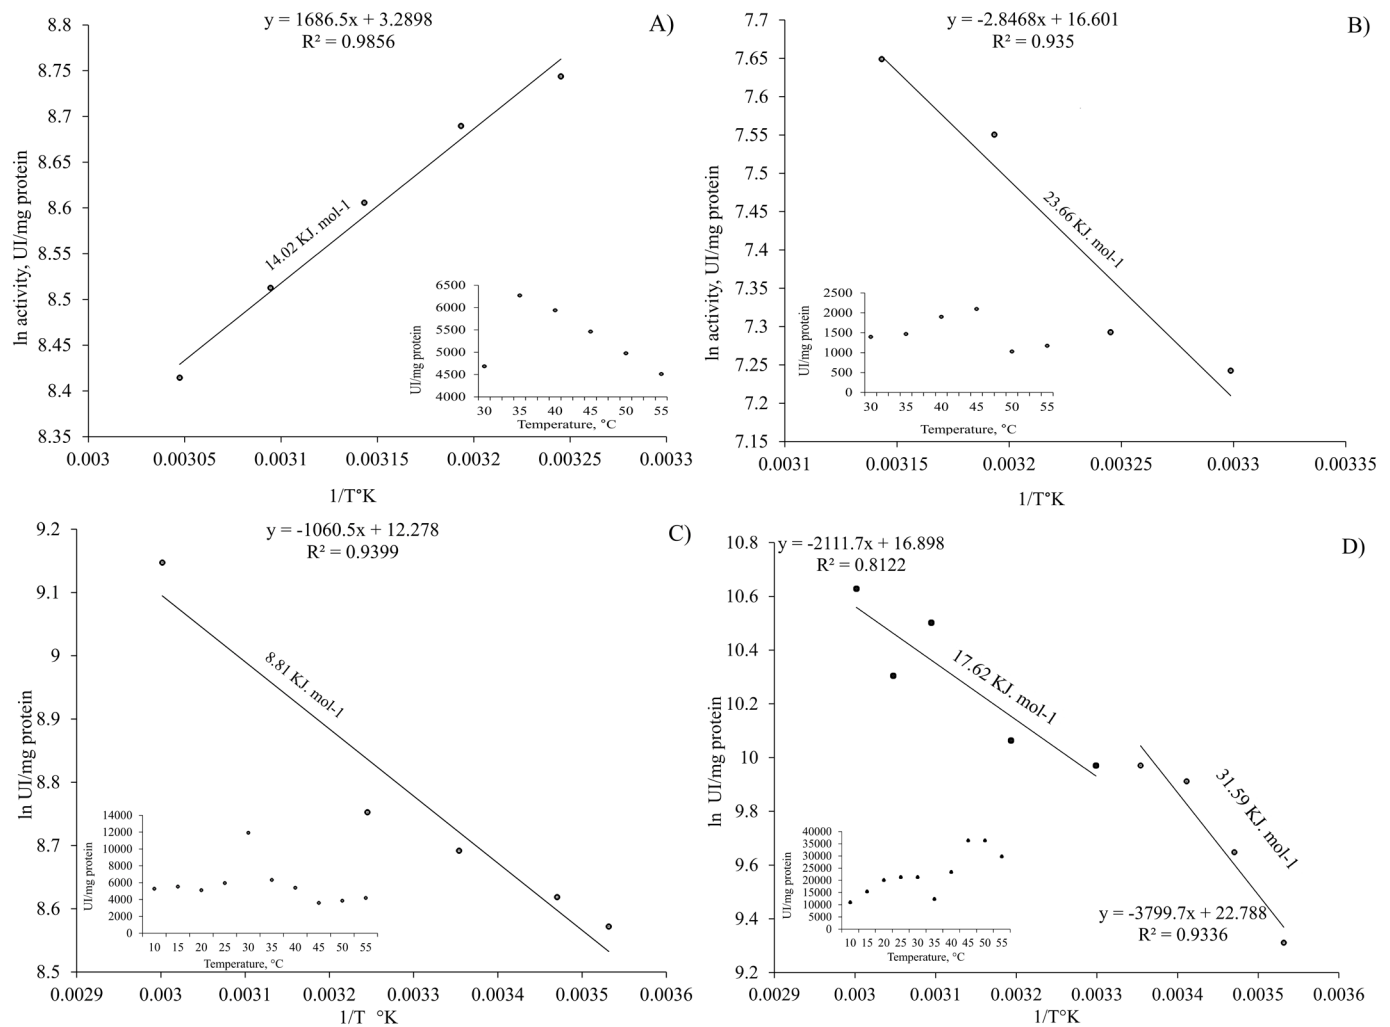 y = 1686.5x + 3.2898
R² = 0.9856
A)
8.8
8.75
8.7
8.65
8.6
8.55
8.5
8.45
8.4
8.35
ln activity, UI/mg protein
14.02 KJ. mol-1
6500
6000
5500
5000
4500
4000
UI/mg protein
30 35 40 45 50 55
Temperature, °C
0.003 0.00305 0.0031 0.00315 0.0032 0.00325 0.0033
1/T°K
y = -2.8468x + 16.601
R² = 0.935
B)
7.7
7.65
7.6
7.55
7.5
7.45
7.4
7.35
7.3
7.25
7.2
7.15
ln activity, UI/mg protein
23.66 KJ. mol-1
2500
2000
1500
1000
500
0
UI/mg protein
30 35 40 45 50 55
Temperature, °C
0.0031 0.00315 0.0032 0.00325 0.0033 0.00335
1/T°K
y = -1060.5x + 12.278
R² = 0.9399
C)
9.2
9.1
9
8.9
8.8
8.7
8.6
8.5
ln UI/mg protein
8.81 KJ. mol-1
14000
12000
10000
8000
6000
4000
2000
0
UI/mg protein
10 15 20 25 30 35 40 45 50 55
Temperature, °C
0.0029 0.003 0.0031 0.0032 0.0033 0.0034 0.0035 0.0036
1/T °K
y = -2111.7x + 16.898
R² = 0.8122
D)
10.8
10.6
10.4
10.2
10
9.8
9.6
9.4
9.2
ln UI/mg protein
17.62 KJ. mol-1
31.59 KJ. mol-1
y = -3799.7x + 22.788
R² = 0.9336
40000
35000
30000
25000
20000
15000
10000
5000
0
UI/mg protein
10 15 20 25 30 35 40 45 50 55
Temperature, °C
0.0029 0.003 0.0031 0.0032 0.0033 0.0034 0.0035 0.0036
1/T°K